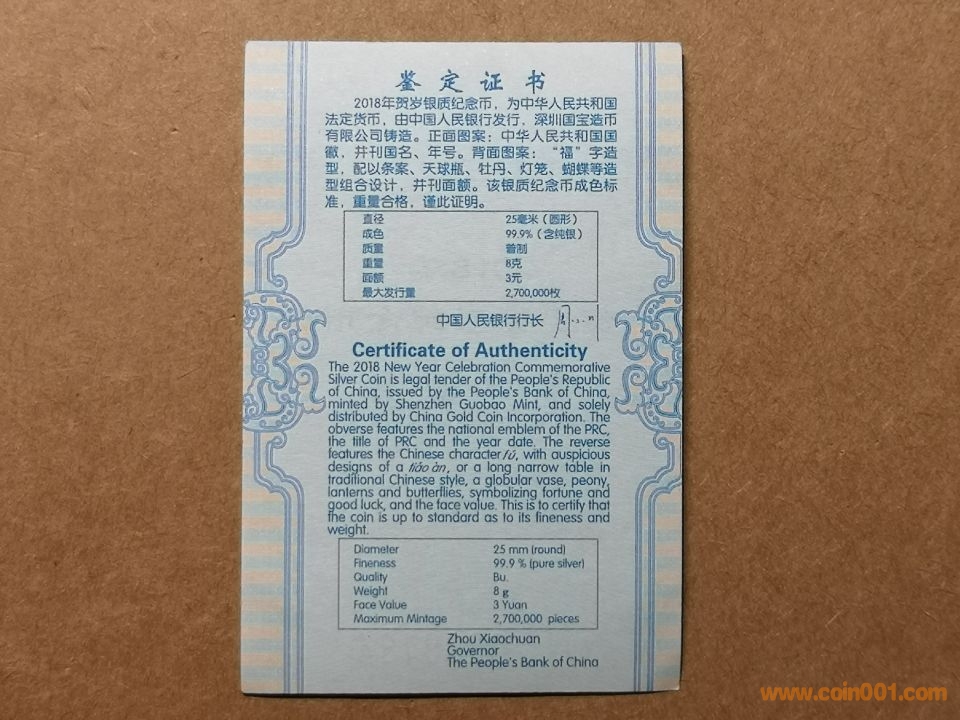 鉴定证书
2018年贺岁银质纪念币，为中华人民共和国
法定货币，由中国人民银行发行，深圳国宝造币
有限公司铸造。正面图案：中华人民共和国国
徽，并刊国名、年号。背面图案：“福”字造
型，配以条案、天球瓶、牡丹、灯笼、蝴蝶等造
型组合设计，并刊面额。该银质纪念币成色标
准，重量合格，谨此证明。
直径 25毫米（圆形）
成色 99.9%（含纯银）
质量 普制
重量 8克
面额 3元
最大发行量 2,700,000枚
中国人民银行行长
Certificate of Authenticity
The 2018 New Year Celebration Commemorative
Silver Coin is legal tender of the People's Republic
of China, issued by the People's Bank of China,
minted by Shenzhen Guobao Mint, and solely
distributed by China Gold Coin Incorporation. The
obverse features the national emblem of the PRC,
the title of PRC and the year date. The reverse
features the Chinese character fú, with auspicious
designs of a tiáo àn, or a long narrow table in
traditional Chinese style, a globular vase, peony,
lanterns and butterflies, symbolizing fortune and
good luck, and the face value. This is to certify that
the coin is up to standard as to its fineness and
weight.
Diameter 25 mm (round)
Fineness 99.9 % (pure silver)
Quality Bu.
Weight 8 g
Face Value 3 Yuan
Maximum Mintage 2,700,000 pieces
Zhou Xiaochuan
Governor
The People's Bank of China
www.coin001.com